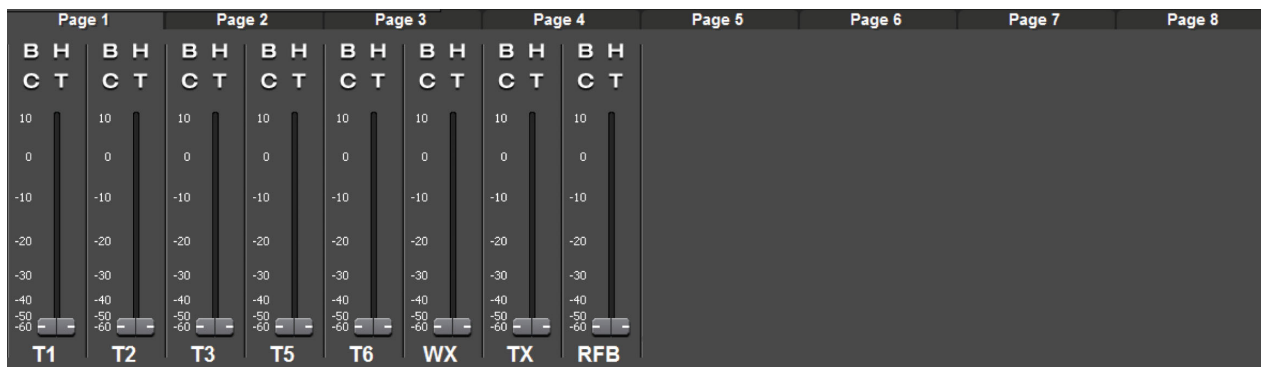 Page 1 Page 2 Page 3 Page 4 Page 5 Page 6 Page 7 Page 8
B H B H B H B H B H B H B H B H
C T C T C T C T C T C T C T C T
10 10 10 10 10 10 10 10
0 0 0 0 0 0 0 0
-10 -10 -10 -10 -10 -10 -10 -10
-20 -20 -20 -20 -20 -20 -20 -20
-30 -30 -30 -30 -30 -30 -30 -30
-40 -40 -40 -40 -40 -40 -40 -40
-50 -50 -50 -50 -50 -50 -50 -50
-60 -60 -60 -60 -60 -60 -60 -60
T1 T2 T3 T5 T6 WX TX RFB